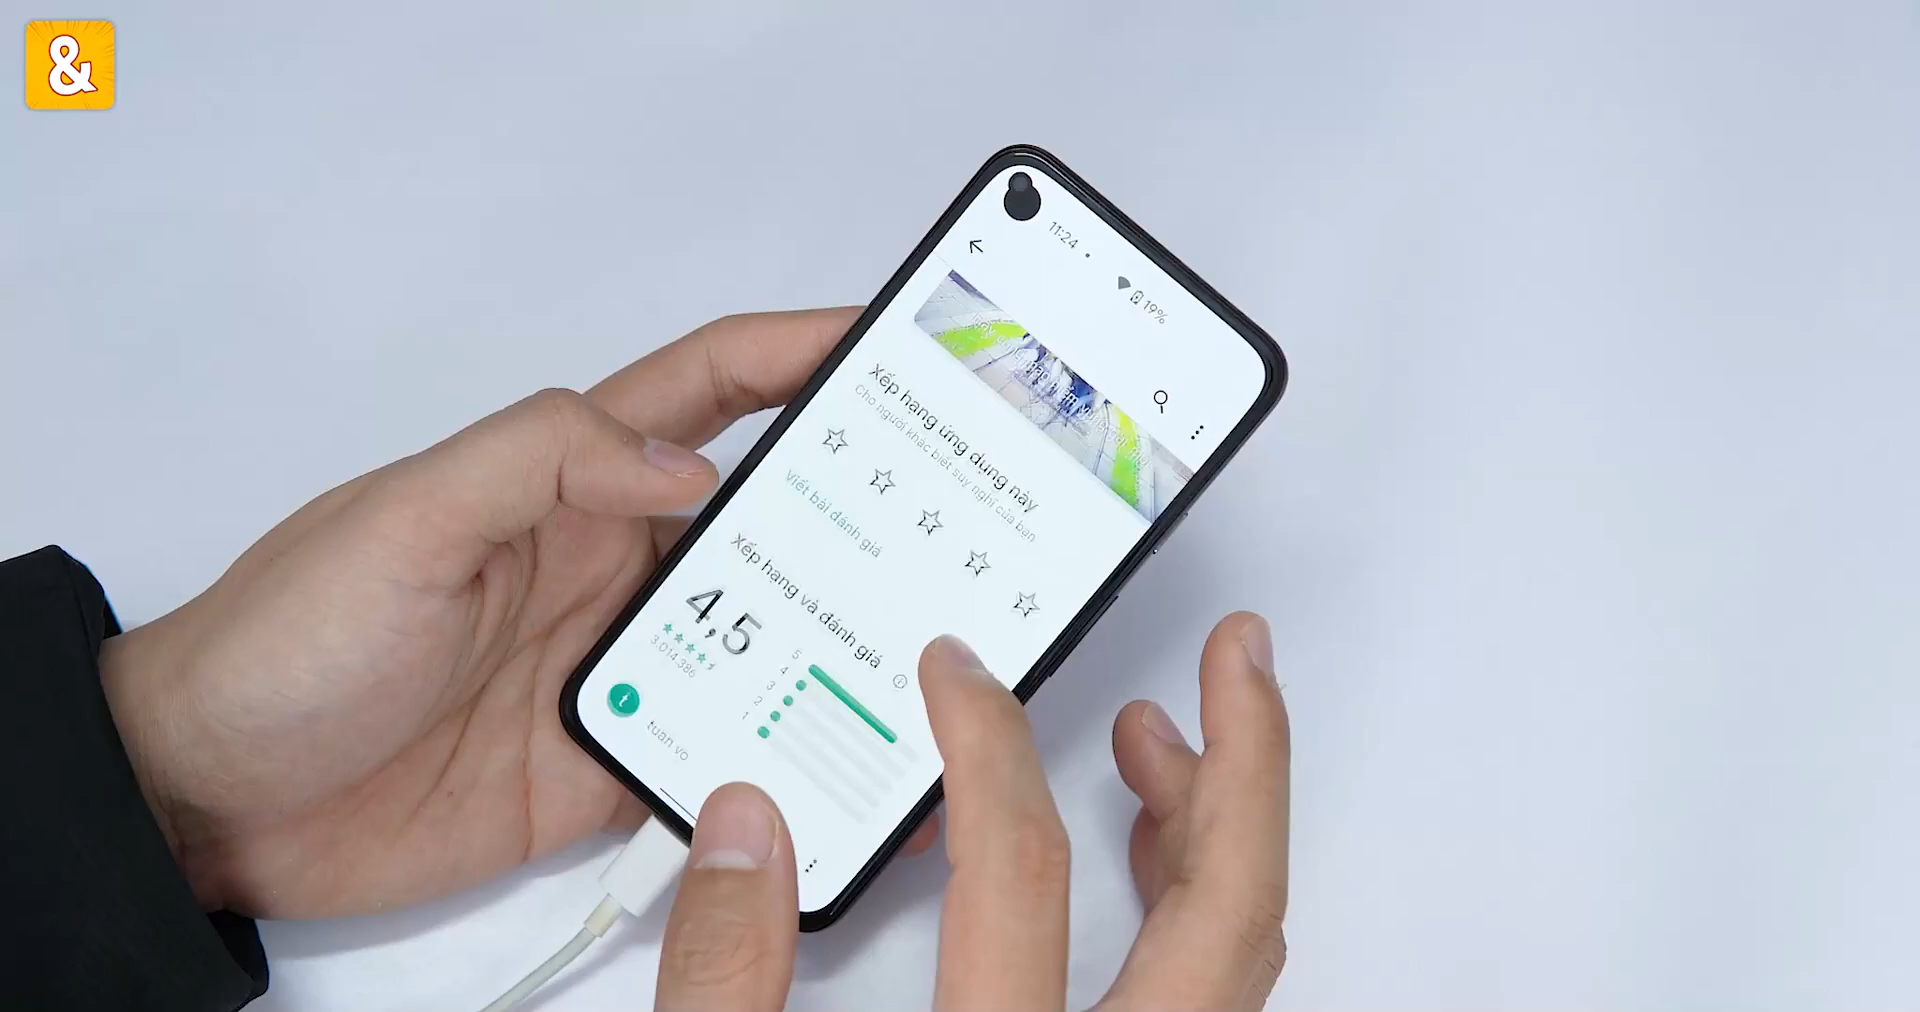 &
11:24
19%
Xếp hạng ứng dụng này
Cho người khác biết suy nghĩ của bạn
Viết bài đánh giá
Xếp hạng và đánh giá
4,5
3.014.386
5
4
3
2
1
t
tuan vo